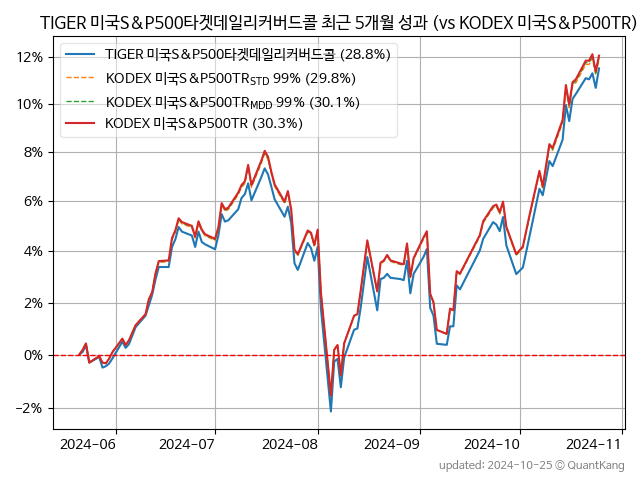 TIGER 미국S&P500타겟데일리커버드콜 최근 5개월 성과 (vs KODEX 미국S&P500TR)
TIGER 미국S&P500타겟데일리커버드콜 (28.8%)
KODEX 미국S&P500TR_STD 99% (29.8%)
KODEX 미국S&P500TR_MDD 99% (30.1%)
KODEX 미국S&P500TR (30.3%)
12%
10%
8%
6%
4%
2%
0%
−2%
2024-06
2024-07
2024-08
2024-09
2024-10
2024-11
updated: 2024-10-25 © QuantKang